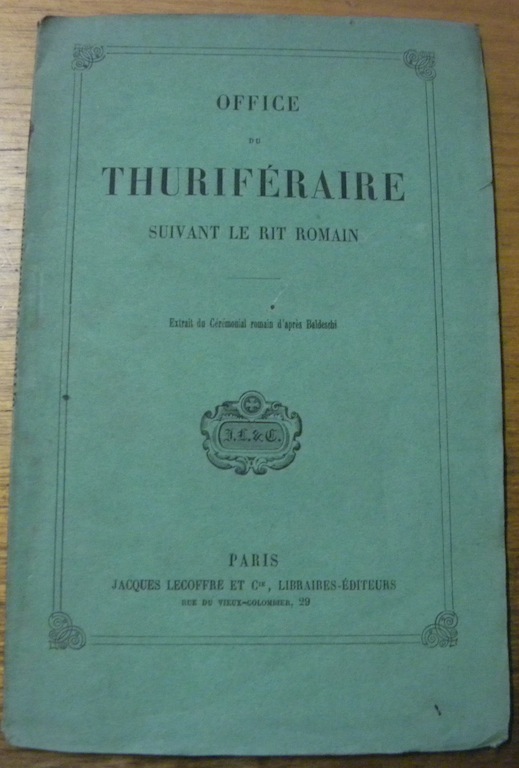 OFFICE
DU
THURIFÉRAIRE
SUIVANT LE RIT ROMAIN
Extrait du Cérémonial romain d'après Baldeschi
J. L. & C.
PARIS
JACQUES LECOFFRE ET Cie, LIBRAIRES-ÉDITEURS
RUE DU VIEUX-COLOMBIER, 29